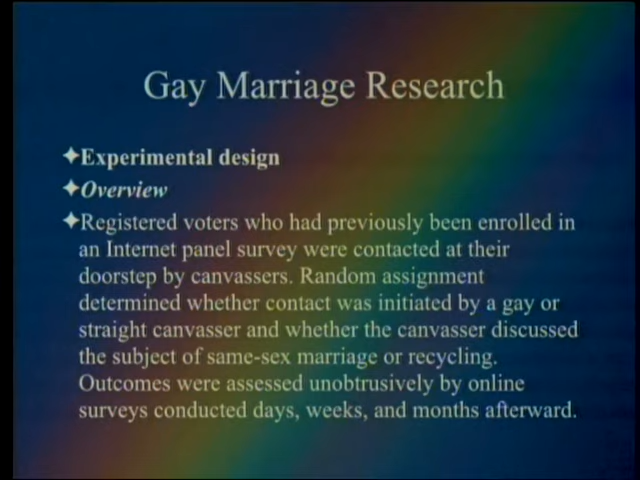 Gay Marriage Research
✦Experimental design
✦Overview
✦Registered voters who had previously been enrolled in
an Internet panel survey were contacted at their
doorstep by canvassers. Random assignment
determined whether contact was initiated by a gay or
straight canvasser and whether the canvasser discussed
the subject of same-sex marriage or recycling.
Outcomes were assessed unobtrusively by online
surveys conducted days, weeks, and months afterward.